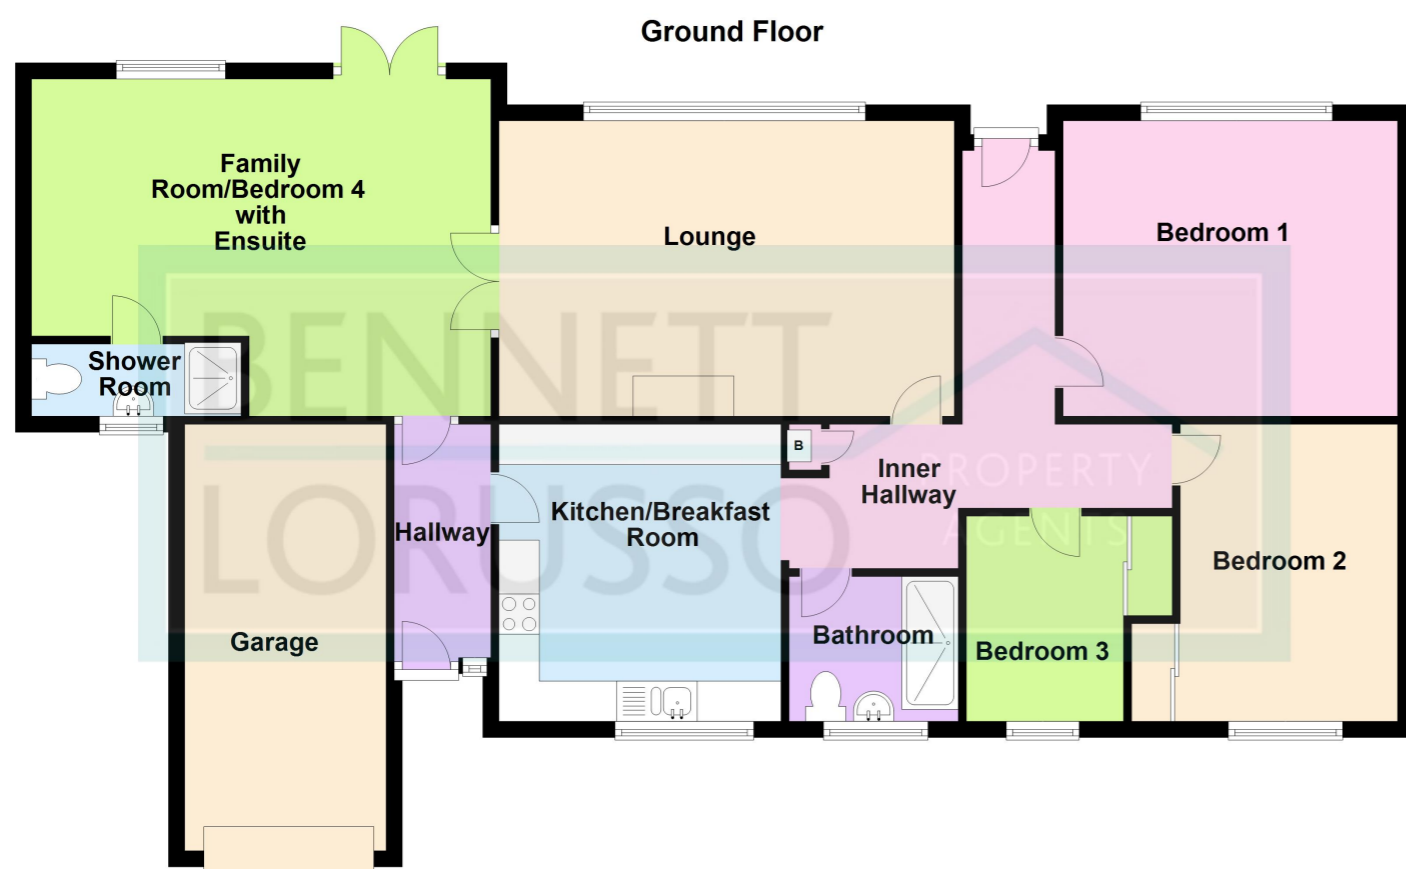 Ground Floor
Family
Room/Bedroom 4
with
Ensuite
Lounge
Bedroom 1
Shower
Room
B
Inner
Hallway
Kitchen/Breakfast
Room
Hallway
Bedroom 2
Garage
Bathroom
Bedroom 3
BENNETT
LORUSSO
PROPERTY
AGENTS